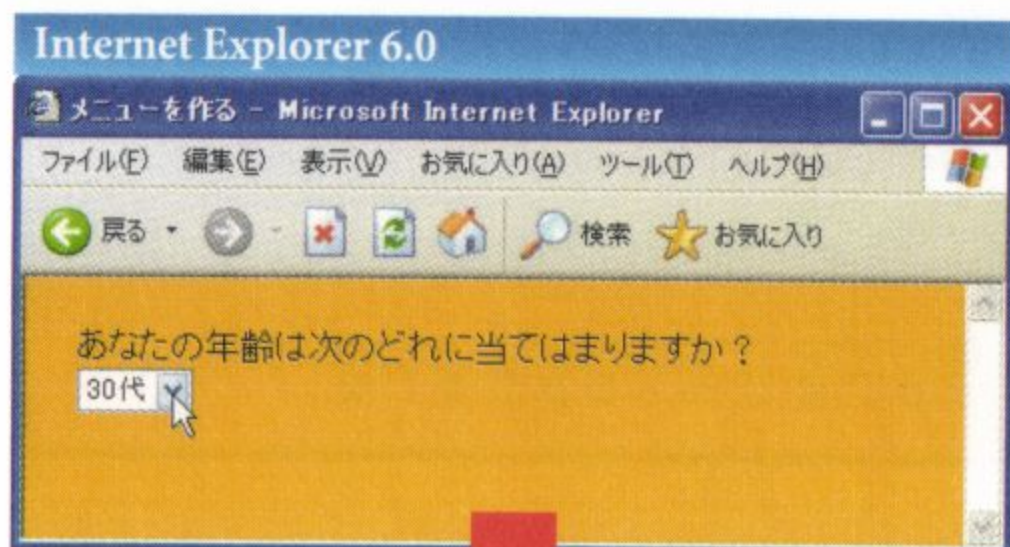 Internet Explorer 6.0
メニューを作る - Microsoft Internet Explorer
ファイル(F) 編集(E) 表示(V) お気に入り(A) ツール(T) ヘルプ(H)
戻る 検索 お気に入り
あなたの年齢は次のどれに当てはまりますか？
30代